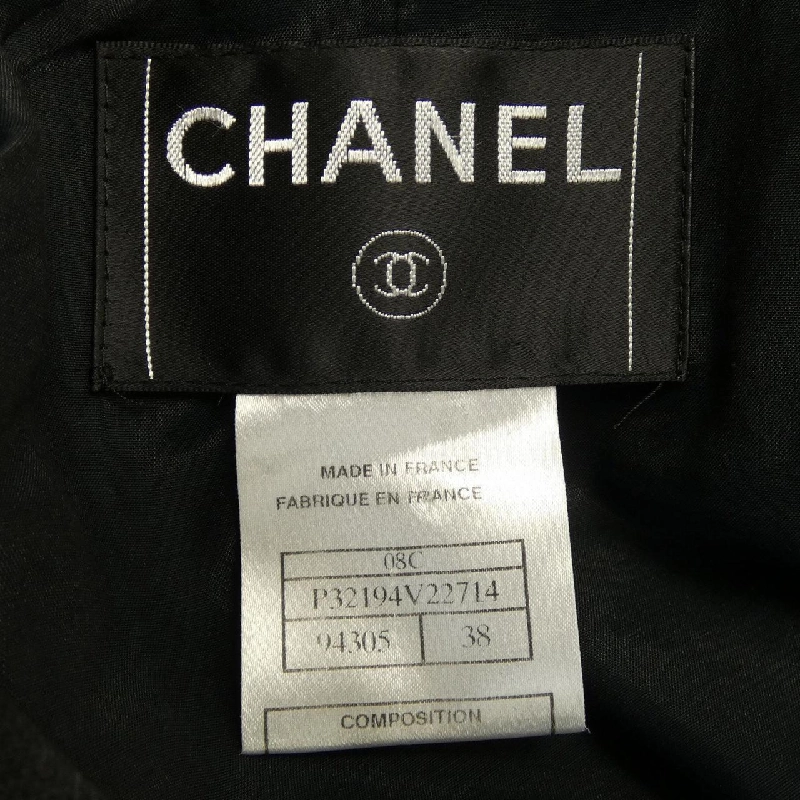 CHANEL
MADE IN FRANCE
FABRIQUE EN FRANCE
08C
P32194V22714
94305 38
COMPOSITION